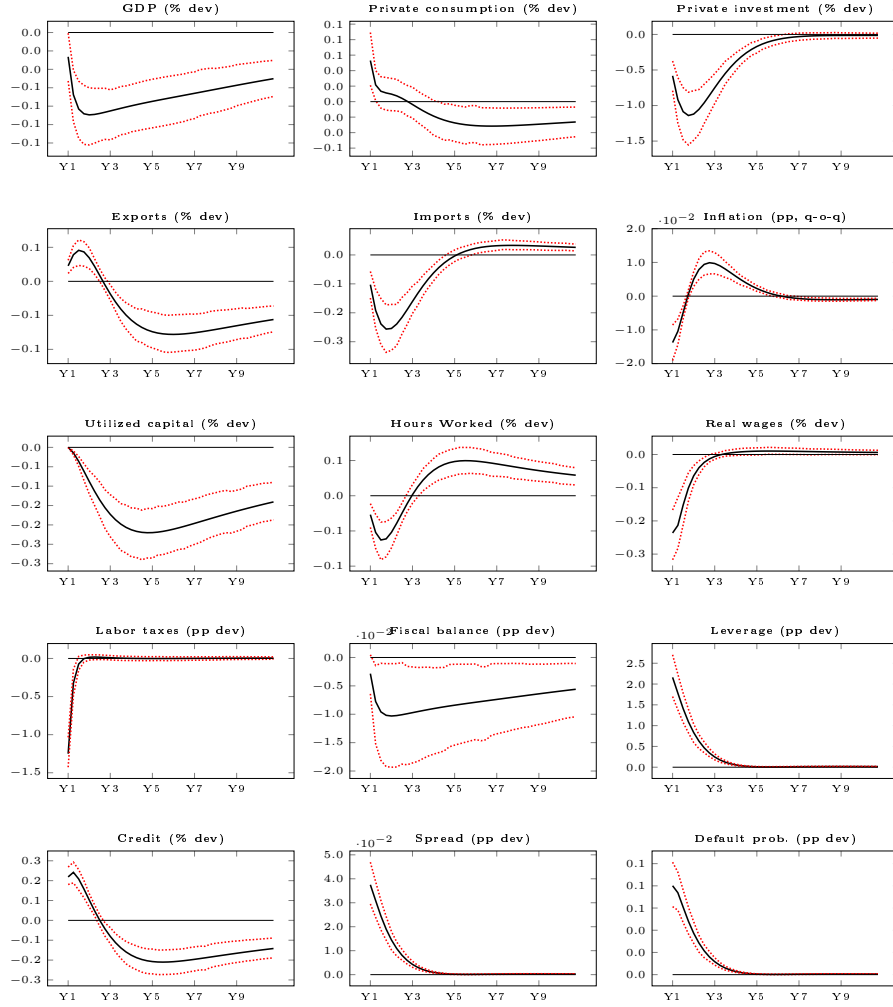 GDP (% dev)
0.0
0.0
0.0
−0.1
−0.1
−0.1
−0.1
Y1 Y3 Y5 Y7 Y9
Private consumption (% dev)
0.1
0.1
0.0
0.0
0.0
0.0
0.0
0.0
−0.1
Y1 Y3 Y5 Y7 Y9
Private investment (% dev)
0.0
−0.5
−1.0
−1.5
Y1 Y3 Y5 Y7 Y9
Exports (% dev)
0.1
0.0
−0.1
−0.1
Y1 Y3 Y5 Y7 Y9
Imports (% dev)
0.0
−0.1
−0.2
−0.3
Y1 Y3 Y5 Y7 Y9
·10−2 Inflation (pp, q-o-q)
2.0
1.0
0.0
−1.0
−2.0
Y1 Y3 Y5 Y7 Y9
Utilized capital (% dev)
0.0
−0.1
−0.1
−0.2
−0.2
−0.3
−0.3
Y1 Y3 Y5 Y7 Y9
Hours Worked (% dev)
0.1
0.0
−0.1
−0.1
Y1 Y3 Y5 Y7 Y9
Real wages (% dev)
0.0
−0.1
−0.2
−0.3
Y1 Y3 Y5 Y7 Y9
Labor taxes (pp dev)
0.0
−0.5
−1.0
−1.5
Y1 Y3 Y5 Y7 Y9
·10−2 Fiscal balance (pp dev)
0.0
−0.5
−1.0
−1.5
−2.0
Y1 Y3 Y5 Y7 Y9
Leverage (pp dev)
2.5
2.0
1.5
1.0
0.5
0.0
Y1 Y3 Y5 Y7 Y9
Credit (% dev)
0.3
0.2
0.1
0.0
−0.1
−0.2
−0.3
Y1 Y3 Y5 Y7 Y9
·10−2 Spread (pp dev)
5.0
4.0
3.0
2.0
1.0
0.0
Y1 Y3 Y5 Y7 Y9
Default prob. (pp dev)
0.1
0.1
0.1
0.0
0.0
0.0
Y1 Y3 Y5 Y7 Y9